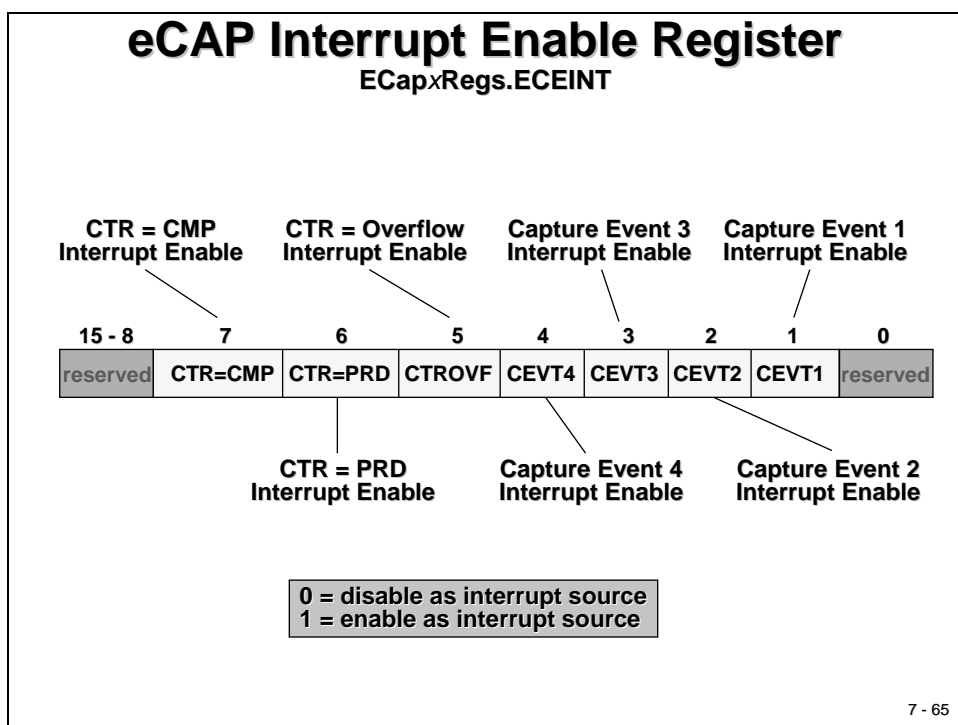 eCAP Interrupt Enable Register
ECapxRegs.ECEINT
CTR = CMP
Interrupt Enable
CTR = Overflow
Interrupt Enable
Capture Event 3
Interrupt Enable
Capture Event 1
Interrupt Enable
15 - 8 7 6 5 4 3 2 1 0
reserved CTR=CMP CTR=PRD CTROVF CEVT4 CEVT3 CEVT2 CEVT1 reserved
CTR = PRD
Interrupt Enable
Capture Event 4
Interrupt Enable
Capture Event 2
Interrupt Enable
0 = disable as interrupt source
1 = enable as interrupt source
7 - 65